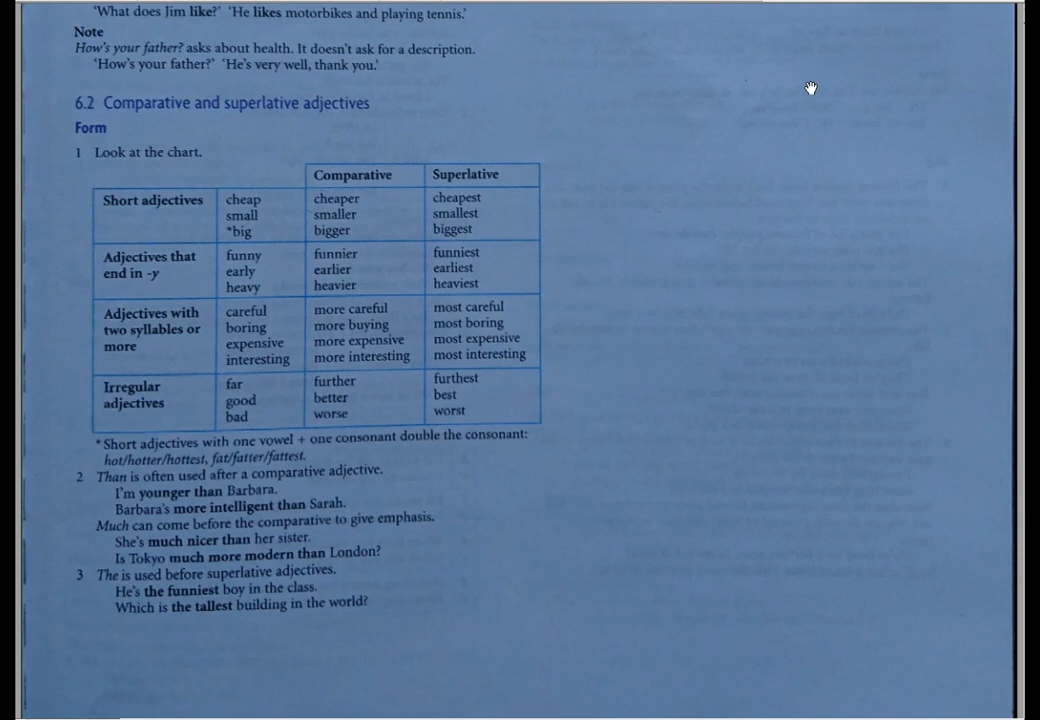 ‘What does Jim like?’ ‘He likes motorbikes and playing tennis.’
Note
How's your father? asks about health. It doesn't ask for a description.
‘How's your father?’ ‘He's very well, thank you.’
6.2 Comparative and superlative adjectives
Form
1 Look at the chart.
Comparative Superlative
Short adjectives cheap cheaper cheapest
small smaller smallest
*big bigger biggest
Adjectives that funny funnier funniest
end in -y early earlier earliest
heavy heavier heaviest
Adjectives with careful more careful most careful
two syllables or boring more buying most boring
more expensive more expensive most expensive
interesting more interesting most interesting
Irregular far further furthest
adjectives good better best
bad worse worst
*Short adjectives with one vowel + one consonant double the consonant:
hot/hotter/hottest, fat/fatter/fattest.
2 Than is often used after a comparative adjective.
I'm younger than Barbara.
Barbara's more intelligent than Sarah.
Much can come before the comparative to give emphasis.
She's much nicer than her sister.
Is Tokyo much more modern than London?
3 The is used before superlative adjectives.
He's the funniest boy in the class.
Which is the tallest building in the world?